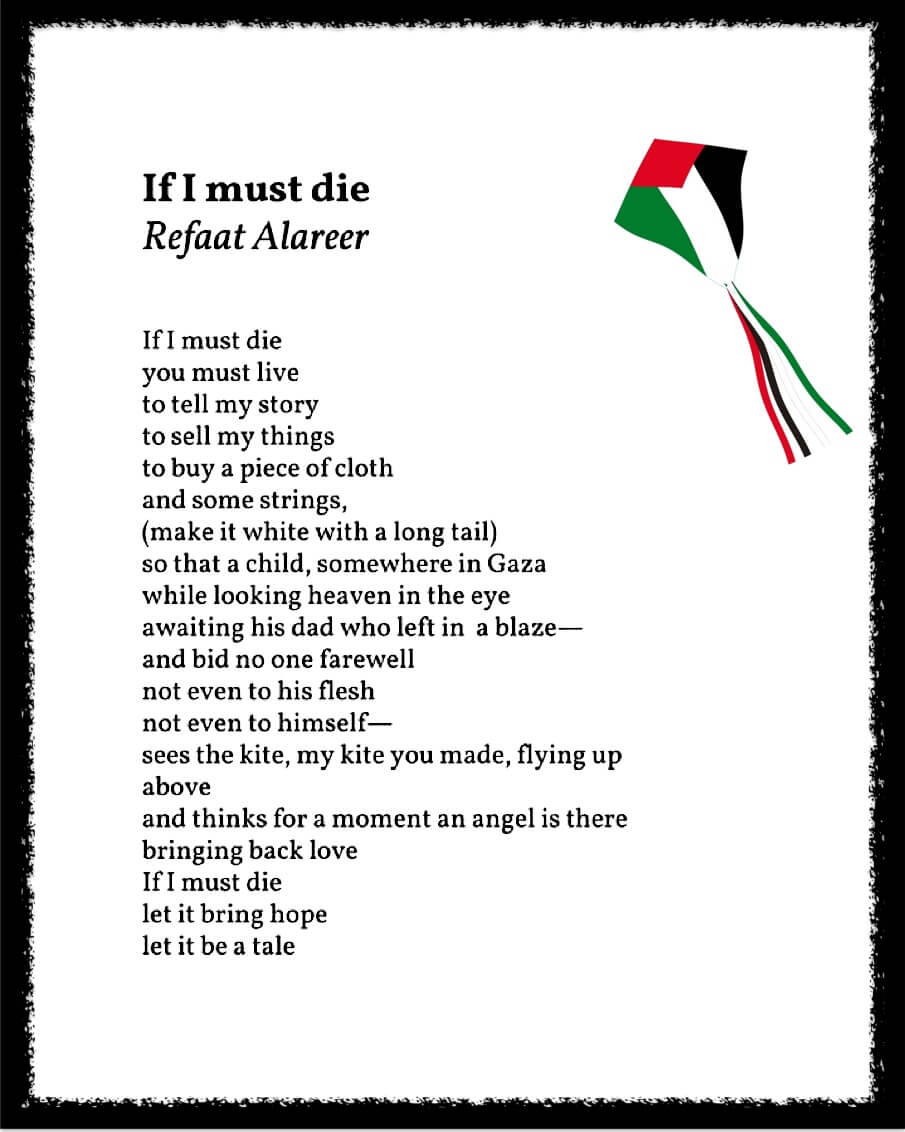 If I must die
Refaat Alareer
If I must die
you must live
to tell my story
to sell my things
to buy a piece of cloth
and some strings,
(make it white with a long tail)
so that a child, somewhere in Gaza
while looking heaven in the eye
awaiting his dad who left in a blaze—
and bid no one farewell
not even to his flesh
not even to himself—
sees the kite, my kite you made, flying up
above
and thinks for a moment an angel is there
bringing back love
If I must die
let it bring hope
let it be a tale